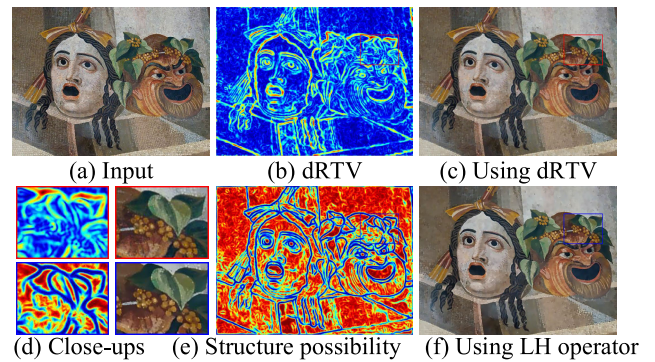 (a) Input (b) dRTV (c) Using dRTV
(d) Close-ups (e) Structure possibility (f) Using LH operator